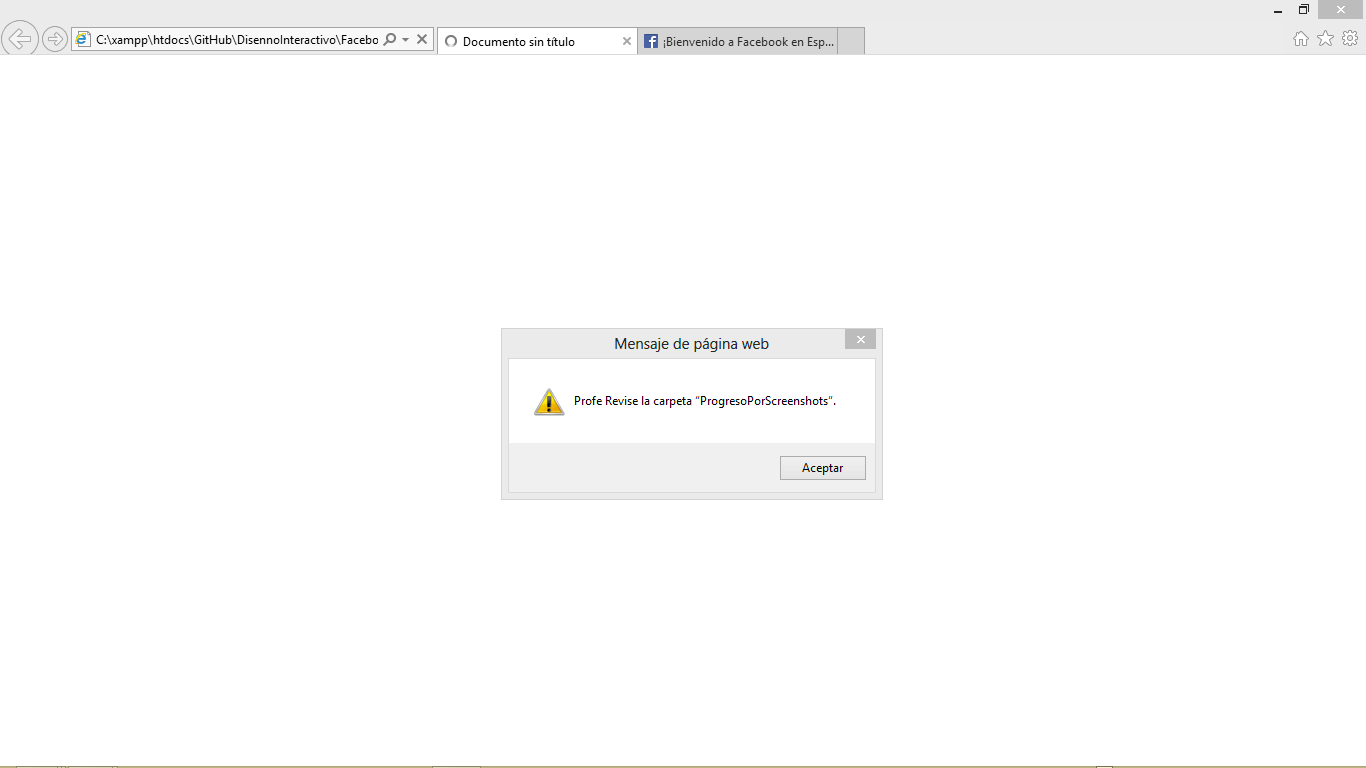 C:\xampp\htdocs\GitHub\DisennoInteractivo\Facebo
Documento sin título
¡Bienvenido a Facebook en Esp...
Mensaje de página web
Profe Revise la carpeta “ProgresoPorScreenshots”.
Aceptar